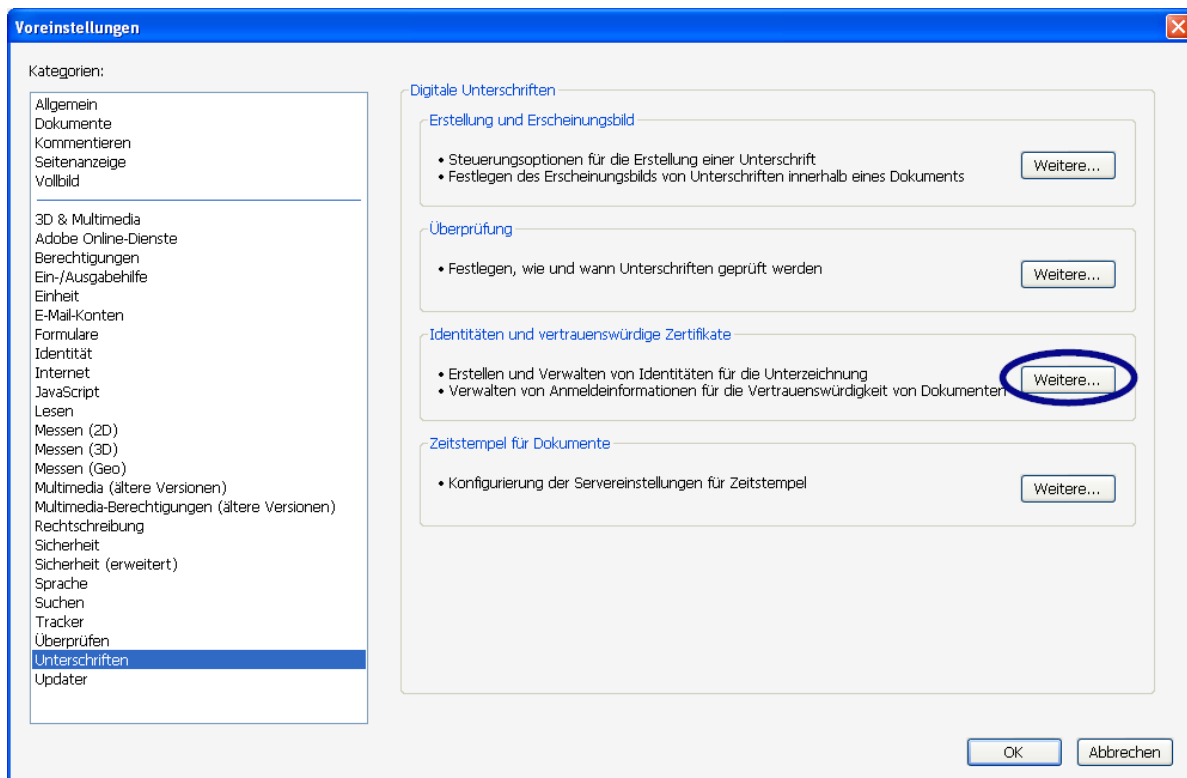 Voreinstellungen
Kategorien:
Allgemein
Dokumente
Kommentieren
Seitenanzeige
Vollbild
3D & Multimedia
Adobe Online-Dienste
Berechtigungen
Ein-/Ausgabehilfe
Einheit
E-Mail-Konten
Formulare
Identität
Internet
JavaScript
Lesen
Messen (2D)
Messen (3D)
Messen (Geo)
Multimedia (ältere Versionen)
Multimedia-Berechtigungen (ältere Versionen)
Rechtschreibung
Sicherheit
Sicherheit (erweitert)
Sprache
Suchen
Tracker
Überprüfen
Unterschriften
Updater
Digitale Unterschriften
Erstellung und Erscheinungsbild
• Steuerungsoptionen für die Erstellung einer Unterschrift
• Festlegen des Erscheinungsbilds von Unterschriften innerhalb eines Dokuments
Weitere...
Überprüfung
• Festlegen, wie und wann Unterschriften geprüft werden
Weitere...
Identitäten und vertrauenswürdige Zertifikate
• Erstellen und Verwalten von Identitäten für die Unterzeichnung
• Verwalten von Anmeldeinformationen für die Vertrauenswürdigkeit von Dokumenten
Weitere...
Zeitstempel für Dokumente
• Konfigurierung der Servereinstellungen für Zeitstempel
Weitere...
OK
Abbrechen